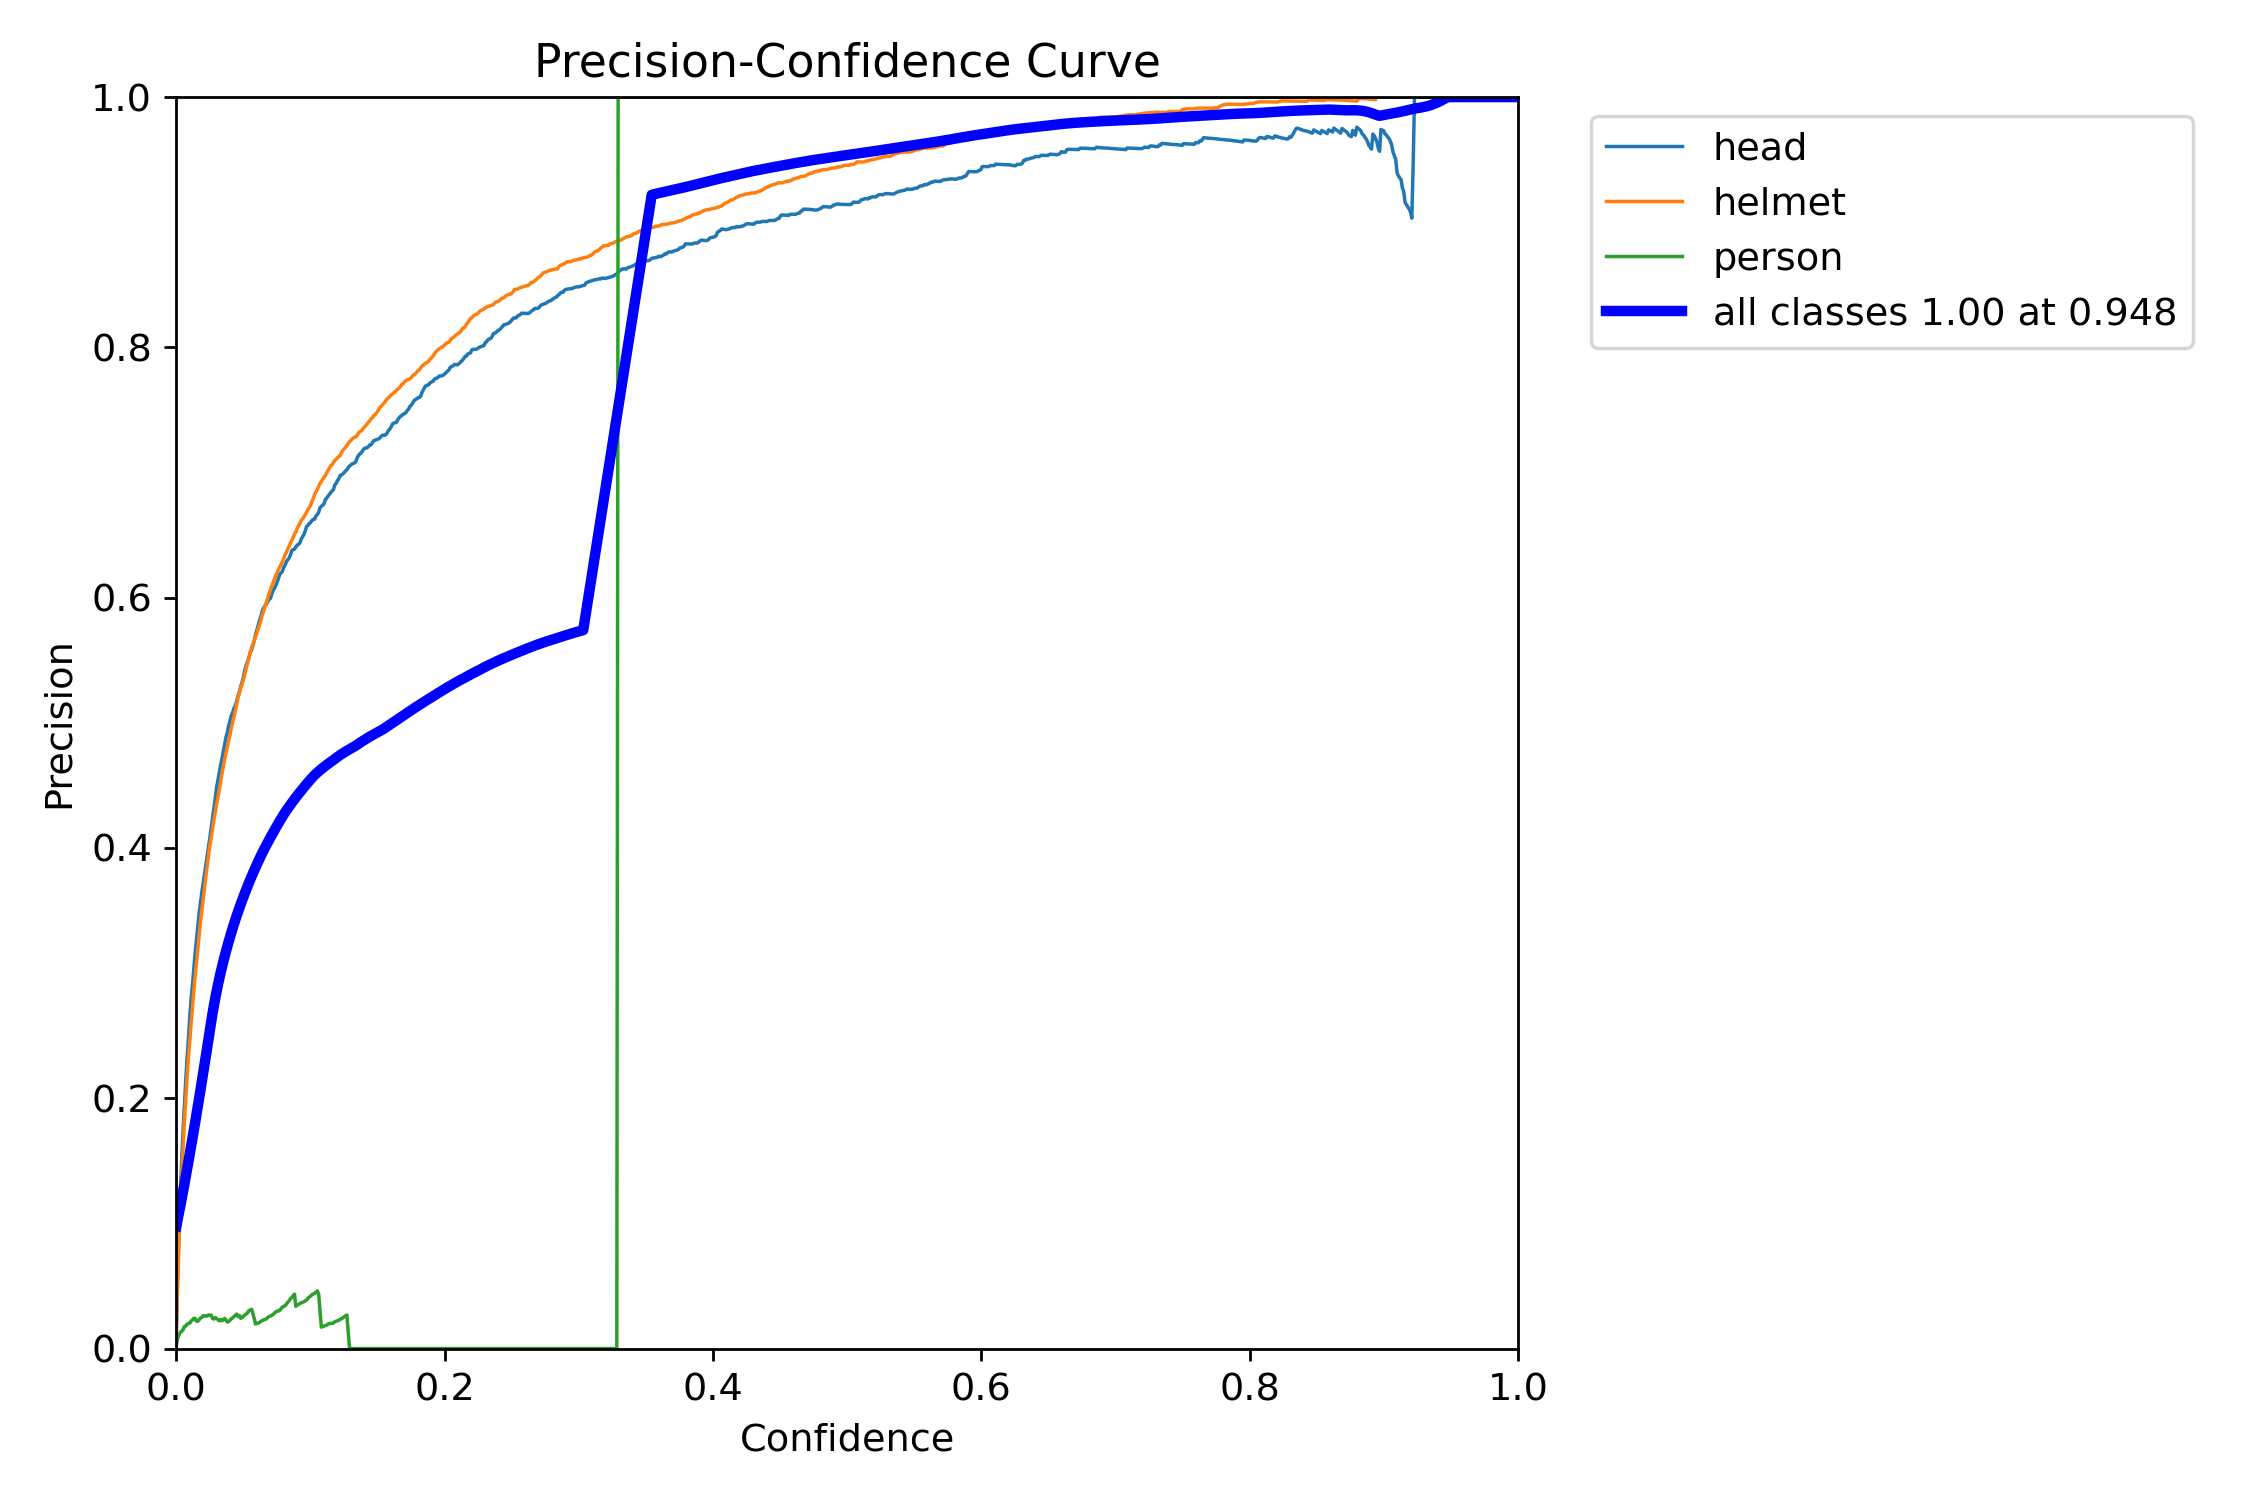 Precision-Confidence Curve
1.0
0.8
0.6
0.4
0.2
0.0
Precision
0.0 0.2 0.4 0.6 0.8 1.0
Confidence
head
helmet
person
all classes 1.00 at 0.948